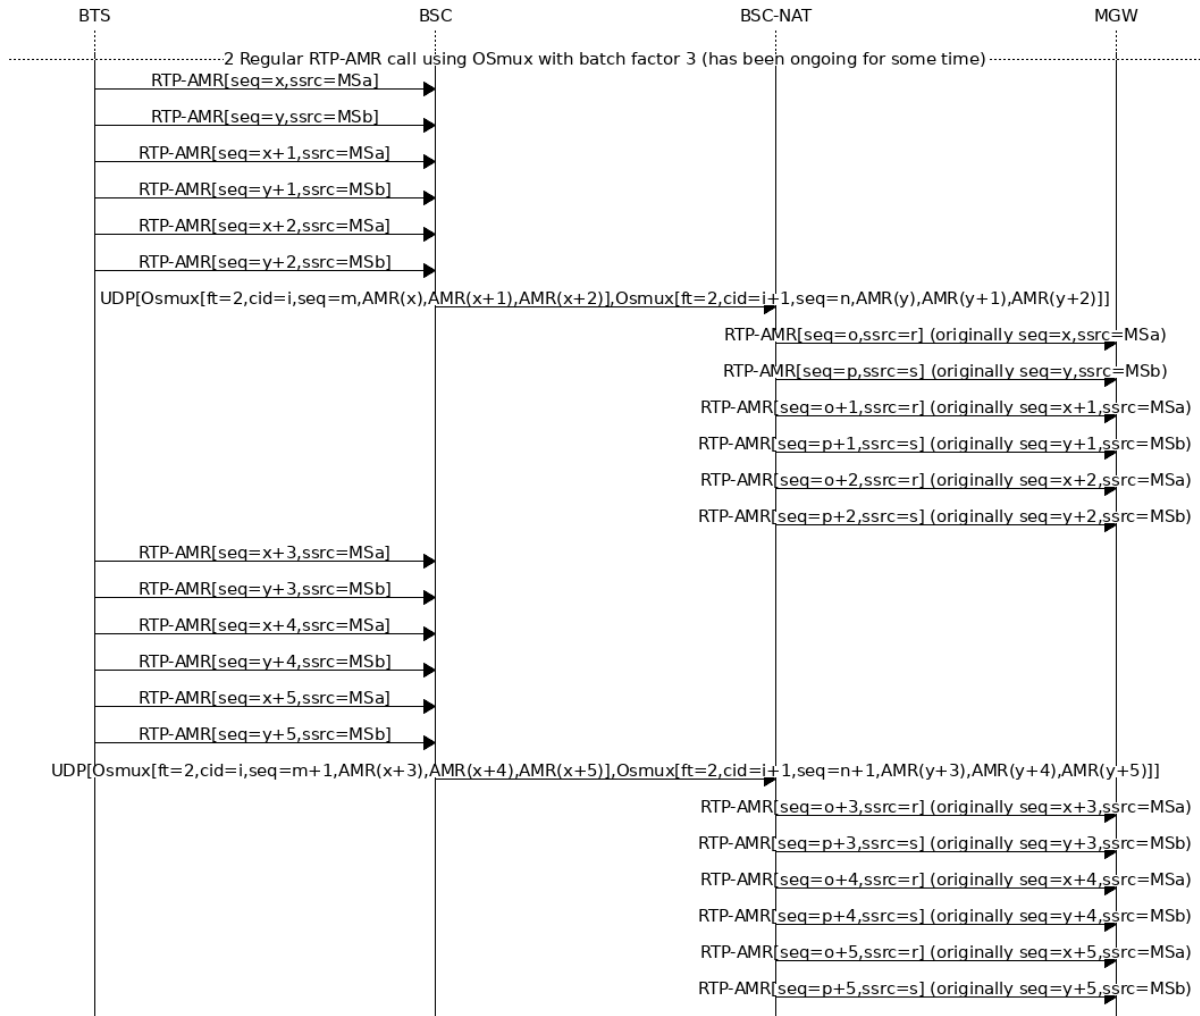 BTS BSC BSC-NAT MGW
2 Regular RTP-AMR call using OSmux with batch factor 3 (has been ongoing for some time)
RTP-AMR[seq=x,ssrc=MSa]
RTP-AMR[seq=y,ssrc=MSb]
RTP-AMR[seq=x+1,ssrc=MSa]
RTP-AMR[seq=y+1,ssrc=MSb]
RTP-AMR[seq=x+2,ssrc=MSa]
RTP-AMR[seq=y+2,ssrc=MSb]
UDP[Osmux[ft=2,cid=i,seq=m,AMR(x),AMR(x+1),AMR(x+2)],Osmux[ft=2,cid=i+1,seq=n,AMR(y),AMR(y+1),AMR(y+2)]]
RTP-AMR[seq=o,ssrc=r] (originally seq=x,ssrc=MSa)
RTP-AMR[seq=p,ssrc=s] (originally seq=y,ssrc=MSb)
RTP-AMR[seq=o+1,ssrc=r] (originally seq=x+1,ssrc=MSa)
RTP-AMR[seq=p+1,ssrc=s] (originally seq=y+1,ssrc=MSb)
RTP-AMR[seq=o+2,ssrc=r] (originally seq=x+2,ssrc=MSa)
RTP-AMR[seq=p+2,ssrc=s] (originally seq=y+2,ssrc=MSb)
RTP-AMR[seq=x+3,ssrc=MSa]
RTP-AMR[seq=y+3,ssrc=MSb]
RTP-AMR[seq=x+4,ssrc=MSa]
RTP-AMR[seq=y+4,ssrc=MSb]
RTP-AMR[seq=x+5,ssrc=MSa]
RTP-AMR[seq=y+5,ssrc=MSb]
UDP[Osmux[ft=2,cid=i,seq=m+1,AMR(x+3),AMR(x+4),AMR(x+5)],Osmux[ft=2,cid=i+1,seq=n+1,AMR(y+3),AMR(y+4),AMR(y+5)]]
RTP-AMR[seq=o+3,ssrc=r] (originally seq=x+3,ssrc=MSa)
RTP-AMR[seq=p+3,ssrc=s] (originally seq=y+3,ssrc=MSb)
RTP-AMR[seq=o+4,ssrc=r] (originally seq=x+4,ssrc=MSa)
RTP-AMR[seq=p+4,ssrc=s] (originally seq=y+4,ssrc=MSb)
RTP-AMR[seq=o+5,ssrc=r] (originally seq=x+5,ssrc=MSa)
RTP-AMR[seq=p+5,ssrc=s] (originally seq=y+5,ssrc=MSb)